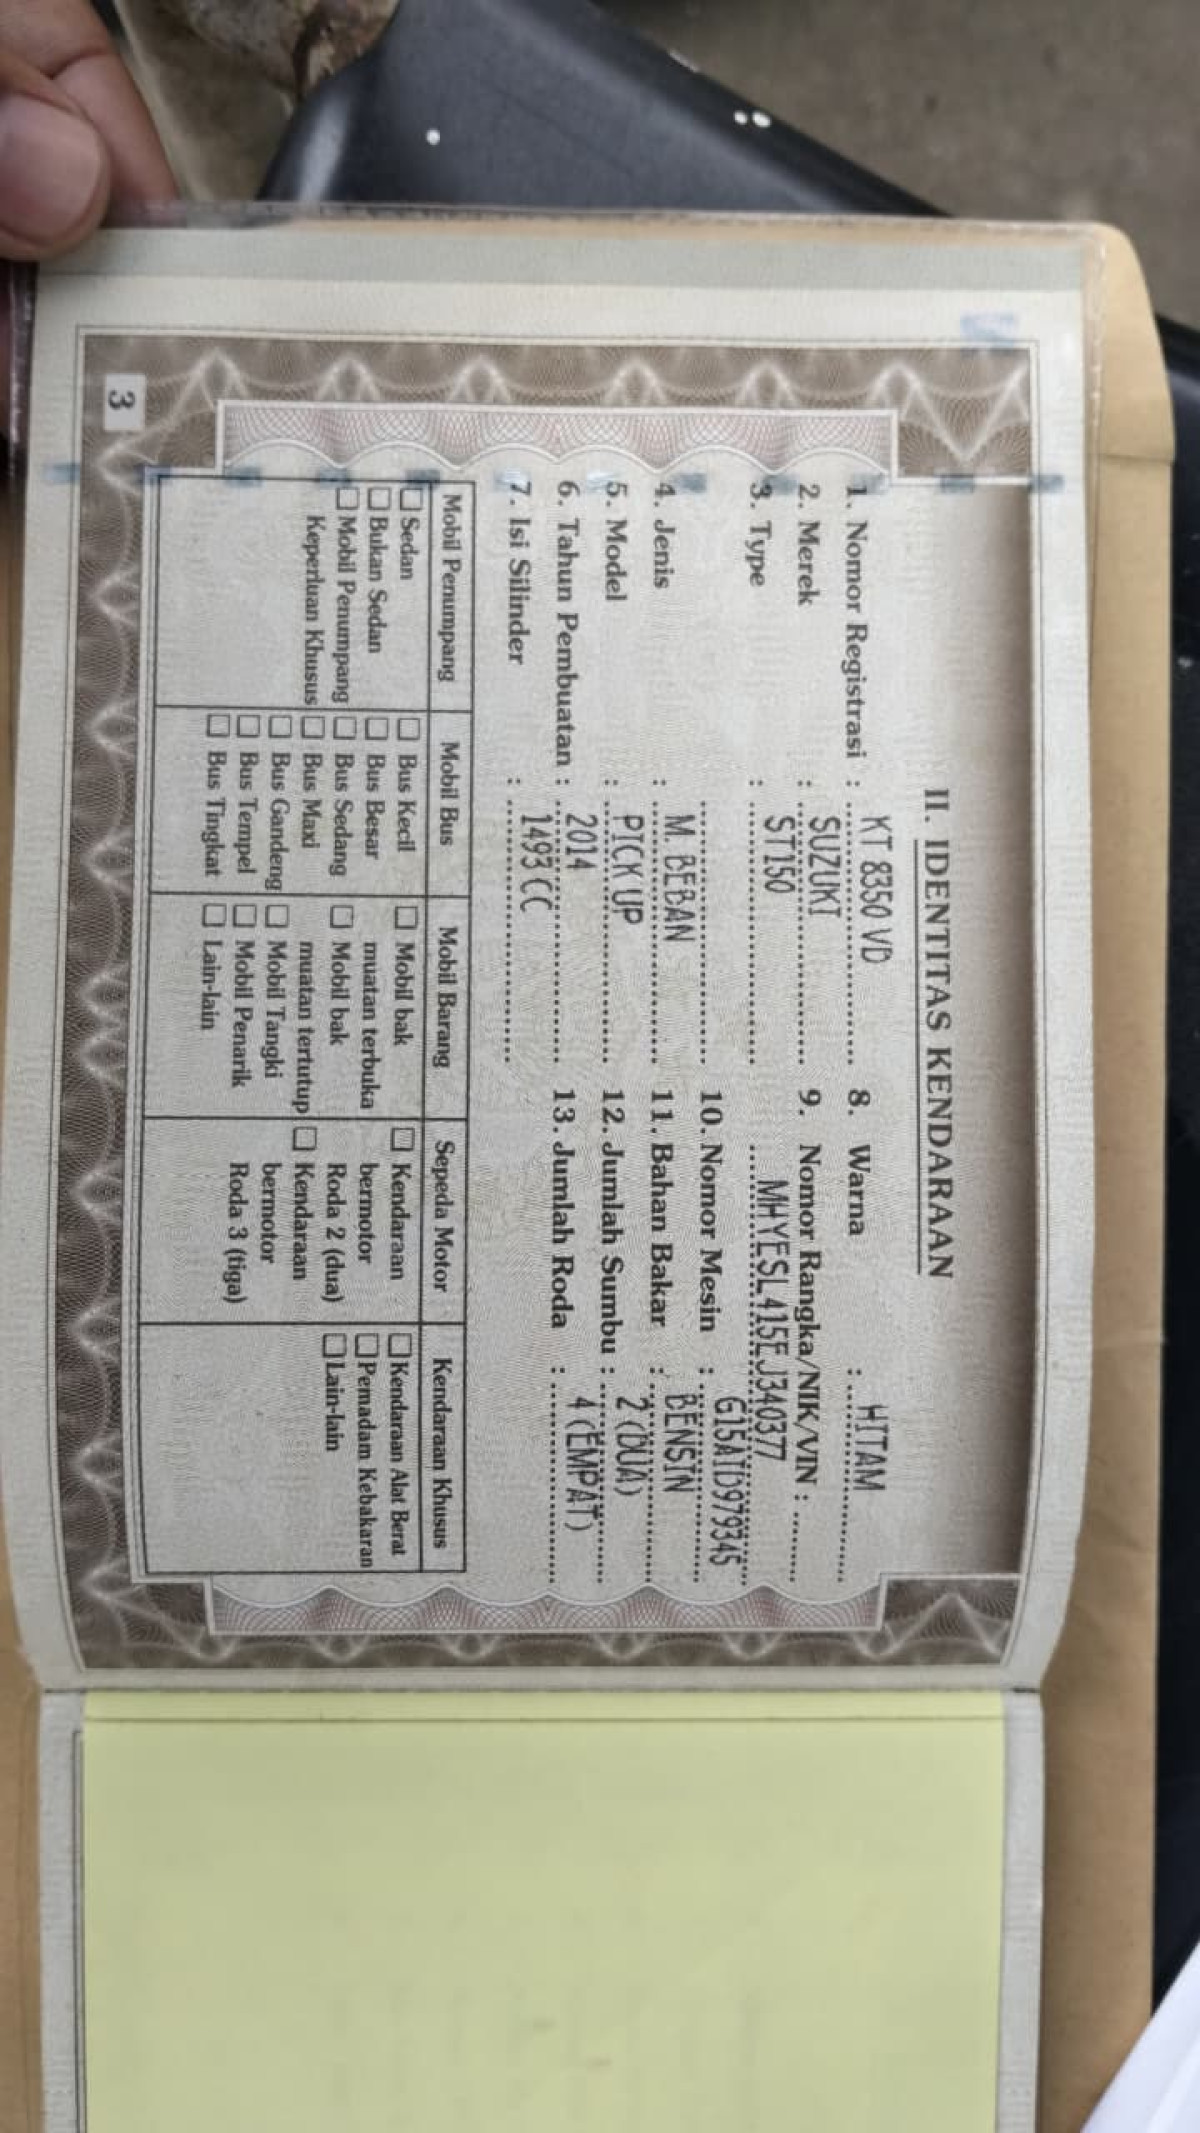 II. IDENTITAS KENDARAAN
1. Nomor Registrasi : KT 8350 VD
2. Merek : SUZUKI
3. Type : ST150
4. Jenis : M. BEBAN
5. Model : PICK UP
6. Tahun Pembuatan : 2014
7. Isi Silinder : 1493 CC
8. Warna : HITAM
9. Nomor Rangka/NIK/VIN :
MHYESL415EJ340377
10. Nomor Mesin : G15AID979345
11. Bahan Bakar : BENSIN
12. Jumlah Sumbu : 2 (DUA)
13. Jumlah Roda : 4 (EMPAT)
Mobil Penumpang
Sedan
Bukan Sedan
Mobil Penumpang
Keperluan Khusus
Mobil Bus
Bus Kecil
Bus Besar
Bus Sedang
Bus Maxi
Bus Gandeng
Bus Tempel
Bus Tingkat
Mobil Barang
Mobil bak
muatan terbuka
Mobil bak
muatan tertutup
Mobil Tangki
Mobil Penarik
Lain-lain
Sepeda Motor
Kendaraan
bermotor
Roda 2 (dua)
Kendaraan
bermotor
Roda 3 (tiga)
Kendaraan Khusus
Kendaraan Alat Berat
Pemadam Kebakaran
Lain-lain
3